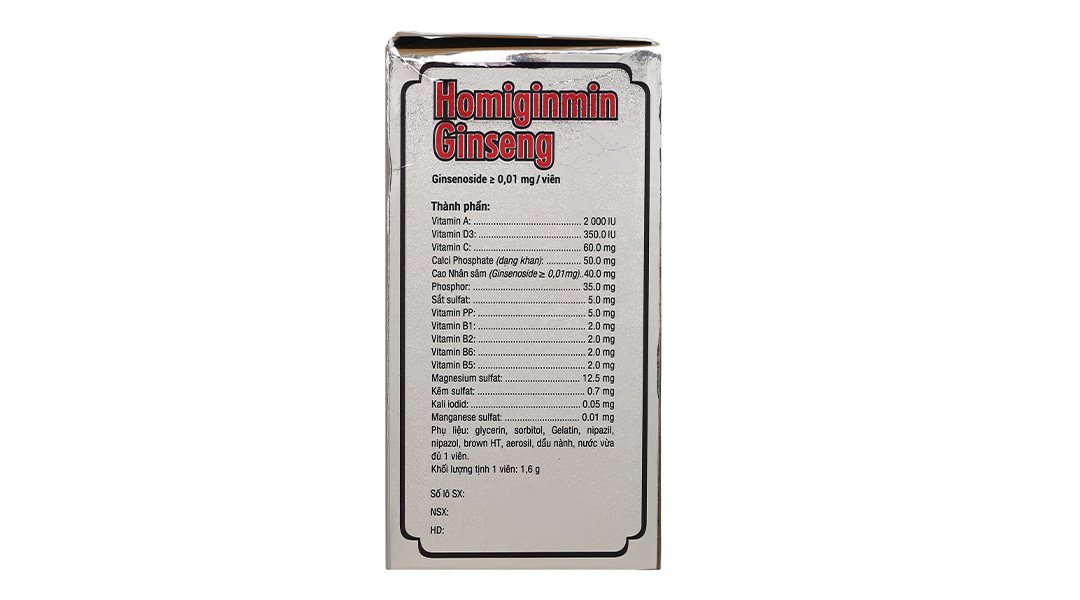 Homiginmin
Ginseng
Ginsenoside ≥ 0,01 mg/viên
Thành phần:
Vitamin A: ........................................ 2 000 IU
Vitamin D3: ...................................... 350.0 IU
Vitamin C: ........................................ 60.0 mg
Calci Phosphate (dạng khan): ............. 50.0 mg
Cao Nhân sâm (Ginsenoside ≥ 0,01mg)..40.0 mg
Phosphor: ........................................ 35.0 mg
Sắt sulfat: ......................................... 5.0 mg
Vitamin PP: ....................................... 5.0 mg
Vitamin B1: ....................................... 2.0 mg
Vitamin B2: ....................................... 2.0 mg
Vitamin B6: ....................................... 2.0 mg
Vitamin B5: ....................................... 2.0 mg
Magnesium sulfat: ........................... 12.5 mg
Kẽm sulfat: ....................................... 0.7 mg
Kali iodid: ........................................ 0.05 mg
Manganese sulfat: ........................... 0.01 mg
Phụ liệu: glycerin, sorbitol, Gelatin, nipazil,
nipazol, brown HT, aerosil, dầu nành, nước vừa
đủ 1 viên.
Khối lượng tịnh 1 viên: 1,6 g
Số lô SX:
NSX:
HD: